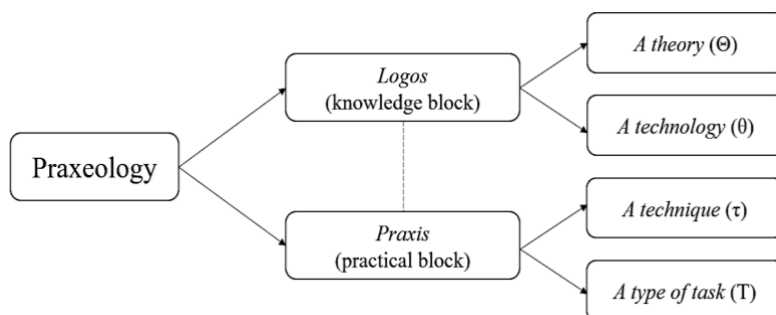 Praxeology
Logos
(knowledge block)
Praxis
(practical block)
A theory (Θ)
A technology (θ)
A technique (τ)
A type of task (T)